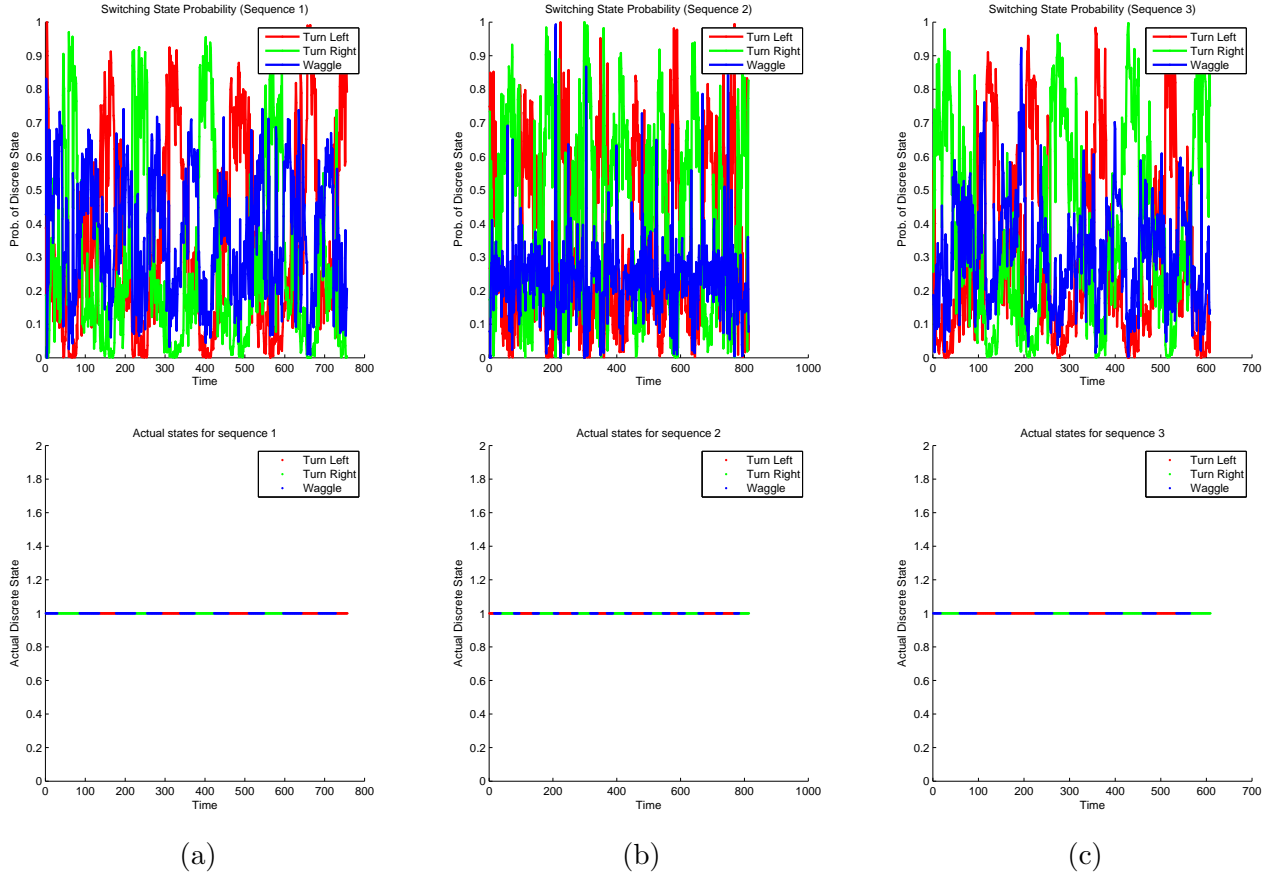 Switching State Probability (Sequence 1)
Prob. of Discrete State
1
0.9
0.8
0.7
0.6
0.5
0.4
0.3
0.2
0.1
0
0 100 200 300 400 500 600 700 800
Time
Turn Left
Turn Right
Waggle
Switching State Probability (Sequence 2)
Prob. of Discrete State
1
0.9
0.8
0.7
0.6
0.5
0.4
0.3
0.2
0.1
0
0 200 400 600 800 1000
Time
Turn Left
Turn Right
Waggle
Switching State Probability (Sequence 3)
Prob. of Discrete State
1
0.9
0.8
0.7
0.6
0.5
0.4
0.3
0.2
0.1
0
0 100 200 300 400 500 600 700
Time
Turn Left
Turn Right
Waggle
Actual states for sequence 1
Actual Discrete State
2
1.8
1.6
1.4
1.2
1
0.8
0.6
0.4
0.2
0
0 100 200 300 400 500 600 700 800
Time
Turn Left
Turn Right
Waggle
Actual states for sequence 2
Actual Discrete State
2
1.8
1.6
1.4
1.2
1
0.8
0.6
0.4
0.2
0
0 200 400 600 800 1000
Time
Turn Left
Turn Right
Waggle
Actual states for sequence 3
Actual Discrete State
2
1.8
1.6
1.4
1.2
1
0.8
0.6
0.4
0.2
0
0 100 200 300 400 500 600 700
Time
Turn Left
Turn Right
Waggle
(a) (b) (c)